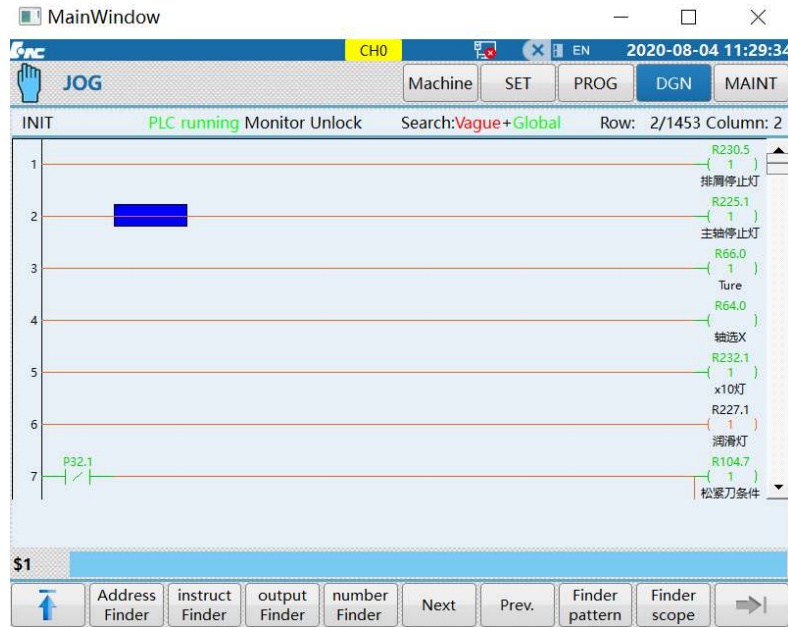 MainWindow
CH0 EN 2020-08-04 11:29:34
JOG Machine SET PROG DGN MAINT
INIT PLC running Monitor Unlock Search:Vague+Global Row: 2/1453 Column: 2
R230.5
1 ( 1 )
排屑停止灯
R225.1
2 ( 1 )
主轴停止灯
R66.0
3 ( 1 )
Ture
R64.0
4 ( )
轴选X
R232.1
5 ( 1 )
x10灯
R227.1
6 ( 1 )
润滑灯
P32.1 R104.7
7 ( 1 )
松紧刀条件
$1
Address Finder
instruct Finder
output Finder
number Finder
Next
Prev.
Finder pattern
Finder scope